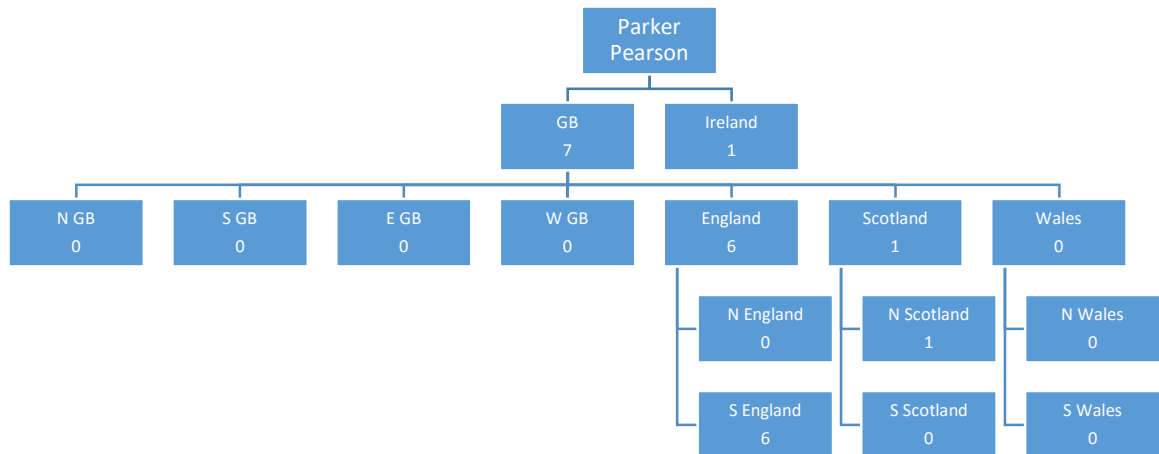 Parker
Pearson
GB
7
Ireland
1
N GB
0
S GB
0
E GB
0
W GB
0
England
6
Scotland
1
Wales
0
N England
0
N Scotland
1
N Wales
0
S England
6
S Scotland
0
S Wales
0